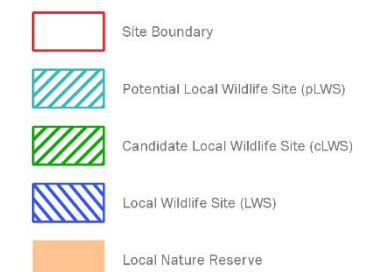 Site Boundary
Potential Local Wildlife Site (pLWS)
Candidate Local Wildlife Site (cLWS)
Local Wildlife Site (LWS)
Local Nature Reserve